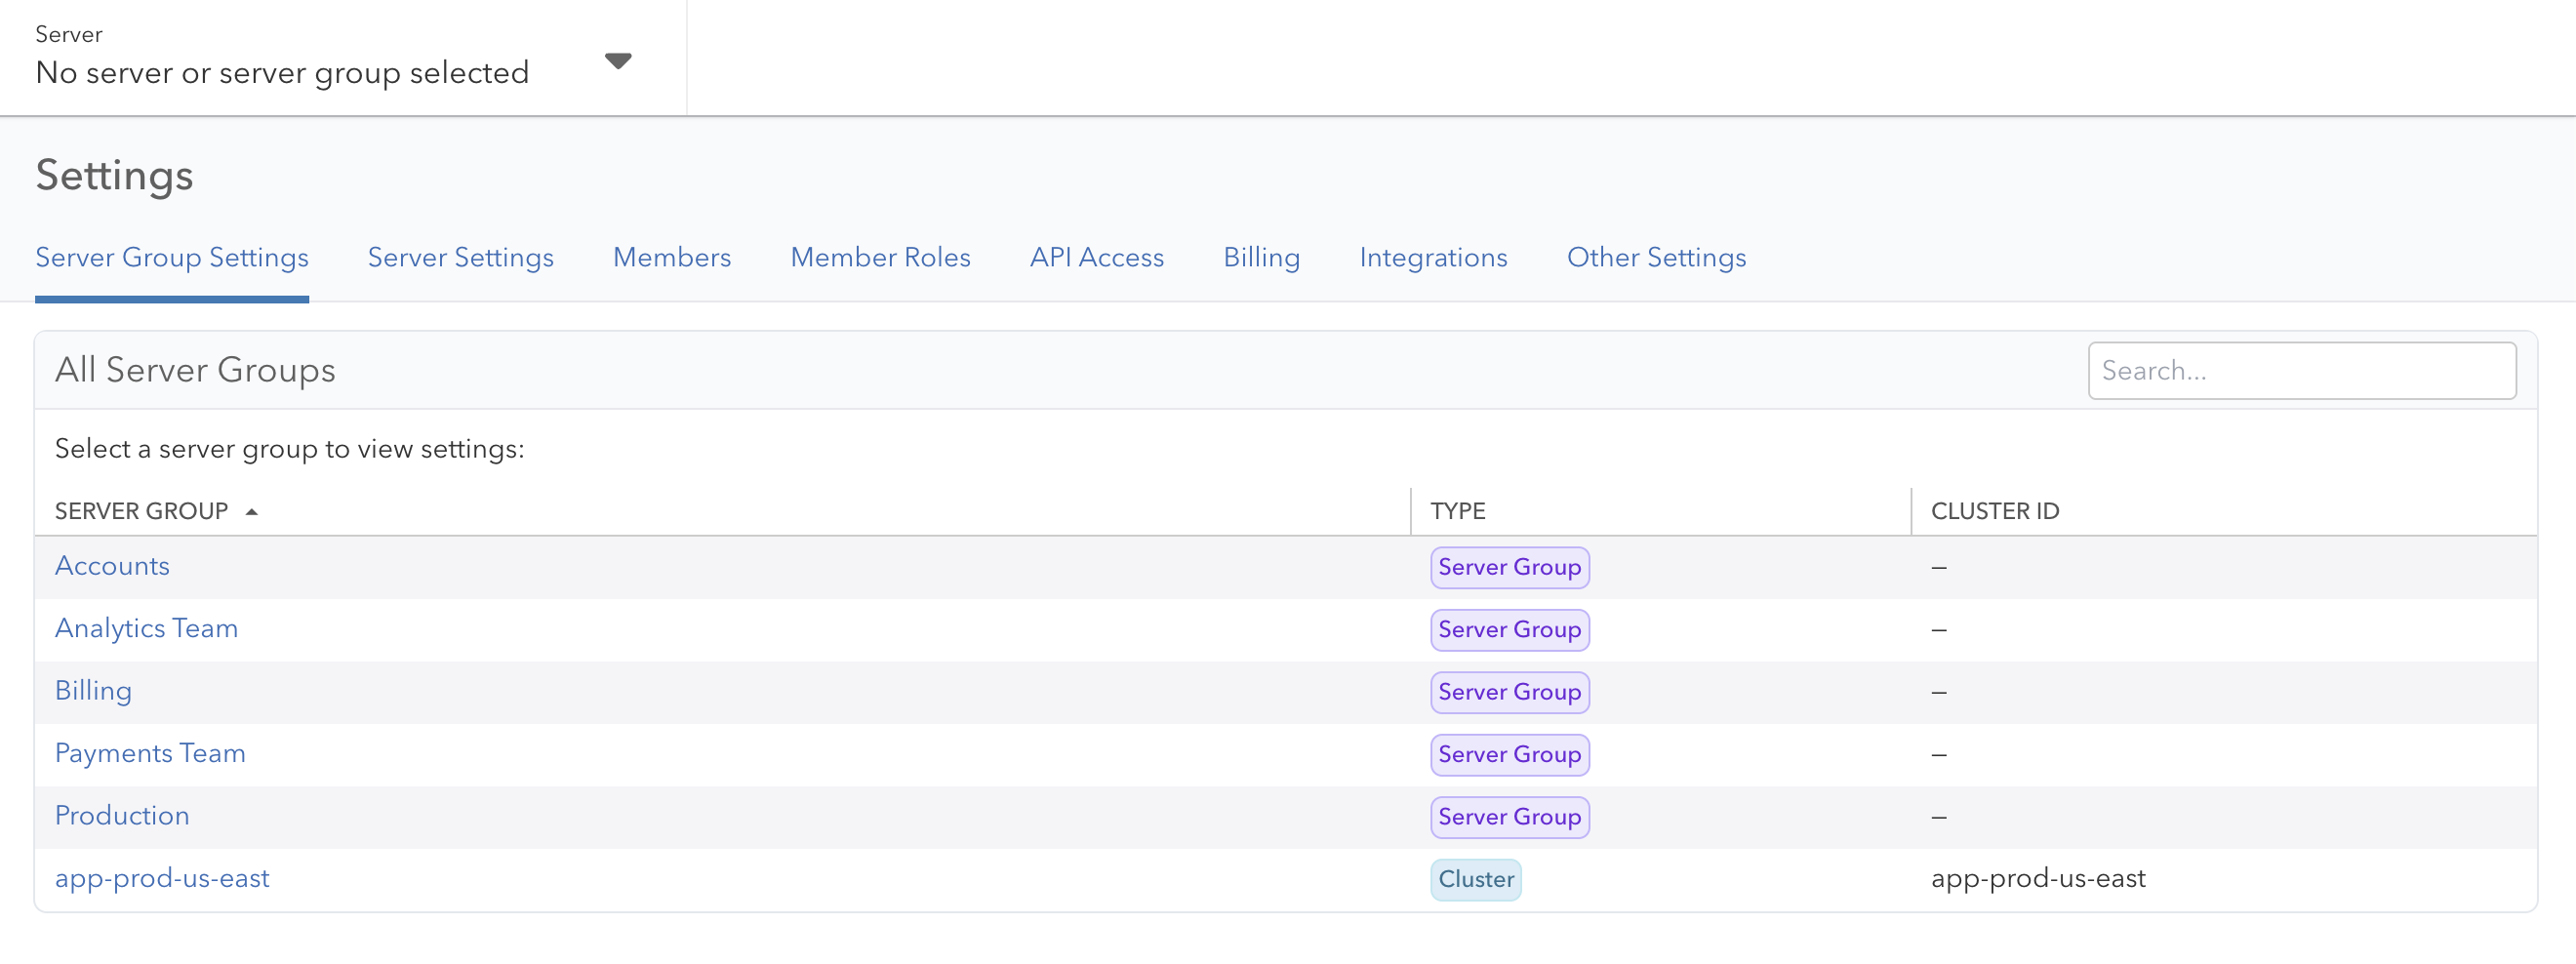 Server
No server or server group selected
Settings
Server Group Settings Server Settings Members Member Roles API Access Billing Integrations Other Settings
All Server Groups Search...
Select a server group to view settings:
SERVER GROUP TYPE CLUSTER ID
Accounts Server Group –
Analytics Team Server Group –
Billing Server Group –
Payments Team Server Group –
Production Server Group –
app-prod-us-east Cluster app-prod-us-east